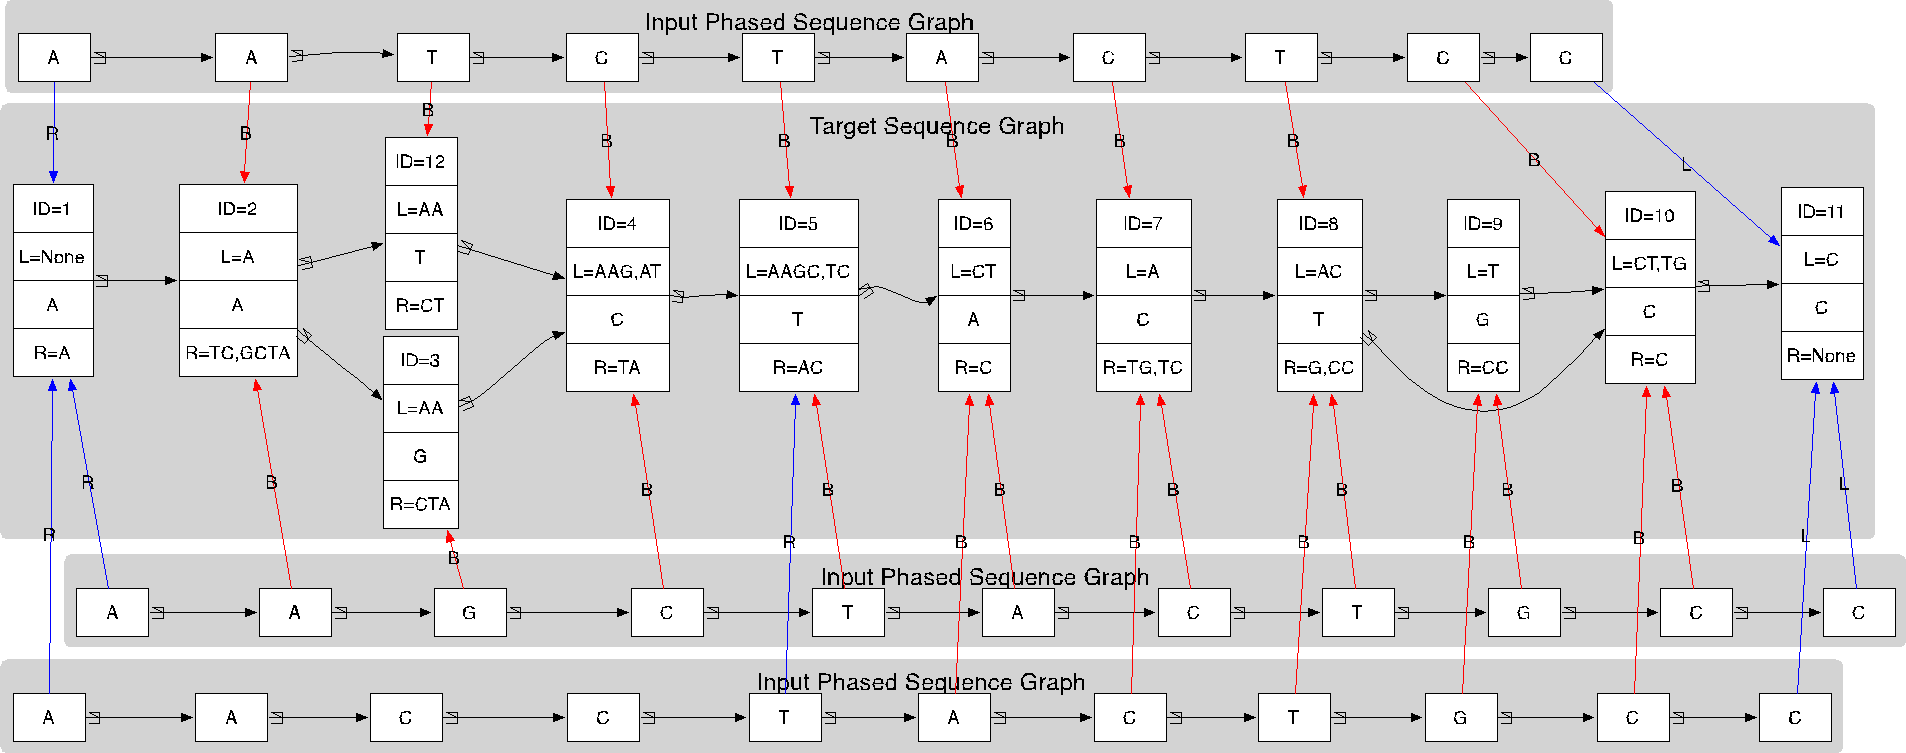 Input Phased Sequence Graph
A A T C T A C T C C
R B B B B B B B B L
Target Sequence Graph
ID=1
L=None
A
R=A
ID=2
L=A
A
R=TC,GCTA
ID=12
L=AA
T
R=CT
ID=3
L=AA
G
R=CTA
ID=4
L=AAG,AT
C
R=TA
ID=5
L=AAGC,TC
T
R=AC
ID=6
L=CT
A
R=C
ID=7
L=A
C
R=TG,TC
ID=8
L=AC
T
R=G,CC
ID=9
L=T
G
R=CC
ID=10
L=CT,TG
C
R=C
ID=11
L=C
C
R=None
R B B B B B B B B B L
R R B B B B B B L
Input Phased Sequence Graph
A A G C T A C T G C C
Input Phased Sequence Graph
A A C C T A C T G C C